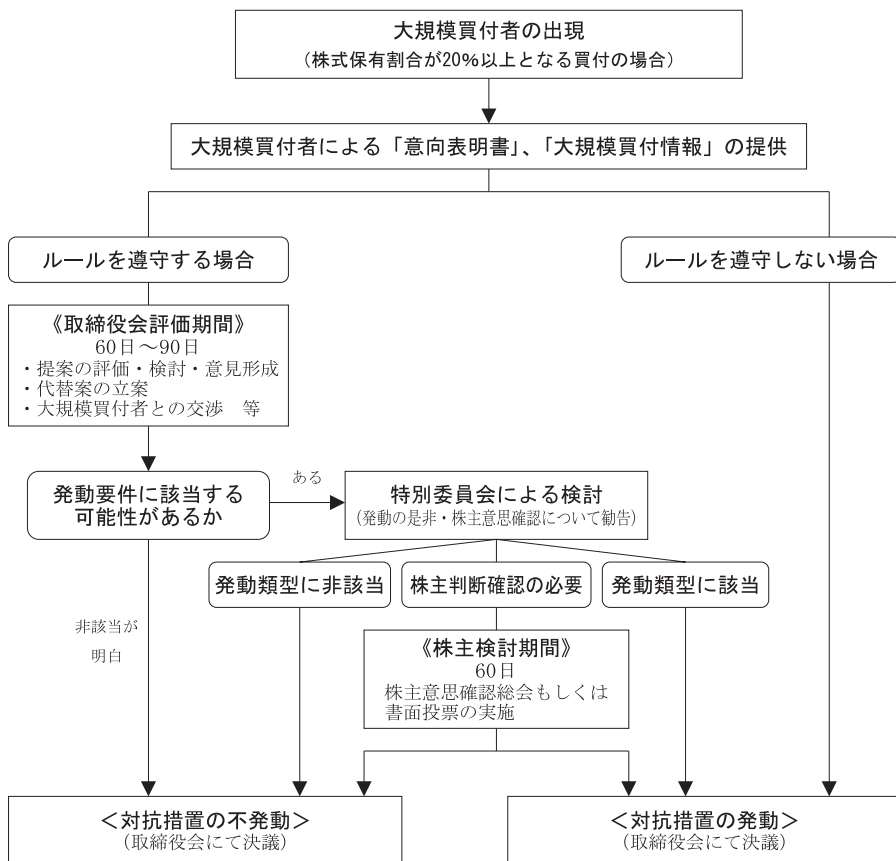 大規模買付者の出現
（株式保有割合が20％以上となる買付の場合）
大規模買付者による「意向表明書」、「大規模買付情報」の提供
ルールを遵守する場合
ルールを遵守しない場合
《取締役会評価期間》
60日～90日
・提案の評価・検討・意見形成
・代替案の立案
・大規模買付者との交渉　等
発動要件に該当する
可能性があるか
ある
特別委員会による検討
（発動の是非・株主意思確認について勧告）
発動類型に非該当
株主判断確認の必要
発動類型に該当
非該当が
明白
《株主検討期間》
60日
株主意思確認総会もしくは
書面投票の実施
＜対抗措置の不発動＞
（取締役会にて決議）
＜対抗措置の発動＞
（取締役会にて決議）